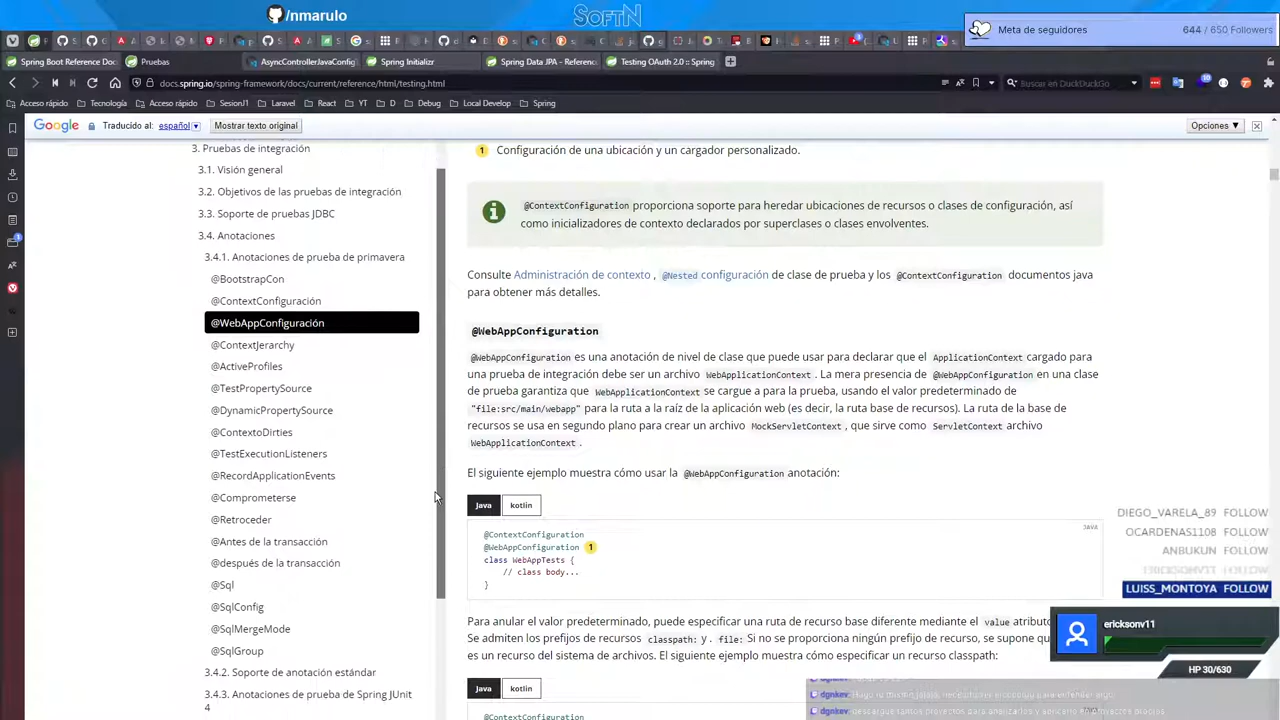 /nmarulo
SOFTN
Meta de seguidores
644 / 650 Followers
Spring Boot Reference Doc
Pruebas
AsyncControllerJavaConfig
Spring Initializr
Spring Data JPA - Reference
Testing OAuth 2.0 :: Spring
docs.spring.io/spring-framework/docs/current/reference/html/testing.html
Buscar en DuckDuckGo
Acceso rápido
Tecnología
Acceso rápido
SesionJ1
Laravel
React
YT
D
Debug
Local Develop
Spring
Google
Traducido al: español
Mostrar texto original
Opciones ▼
3. Pruebas de integración
3.1. Visión general
3.2. Objetivos de las pruebas de integración
3.3. Soporte de pruebas JDBC
3.4. Anotaciones
3.4.1. Anotaciones de prueba de primavera
@BootstrapCon
@ContextConfiguración
@WebAppConfiguración
@ContextJerarchy
@ActiveProfiles
@TestPropertySource
@DynamicPropertySource
@ContextoDirties
@TestExecutionListeners
@RecordApplicationEvents
@Comprometerse
@Retroceder
@Antes de la transacción
@después de la transacción
@Sql
@SqlConfig
@SqlMergeMode
@SqlGroup
3.4.2. Soporte de anotación estándar
3.4.3. Anotaciones de prueba de Spring JUnit
4
1 Configuración de una ubicación y un cargador personalizado.
@ContextConfiguration proporciona soporte para heredar ubicaciones de recursos o clases de configuración, así
como inicializadores de contexto declarados por superclases o clases envolventes.
Consulte Administración de contexto , @Nested configuración de clase de prueba y los @ContextConfiguration documentos java
para obtener más detalles.
@WebAppConfiguration
@WebAppConfiguration es una anotación de nivel de clase que puede usar para declarar que el ApplicationContext cargado para
una prueba de integración debe ser un archivo WebApplicationContext . La mera presencia de @WebAppConfiguration en una clase
de prueba garantiza que WebApplicationContext se cargue a para la prueba, usando el valor predeterminado de
"file:src/main/webapp" para la ruta a la raíz de la aplicación web (es decir, la ruta base de recursos). La ruta de la base de
recursos se usa en segundo plano para crear un archivo MockServletContext , que sirve como ServletContext archivo
WebApplicationContext .
El siguiente ejemplo muestra cómo usar la @WebAppConfiguration anotación:
Java
kotlin
JAVA
@ContextConfiguration
@WebAppConfiguration 1
class WebAppTests {
// class body...
}
Para anular el valor predeterminado, puede especificar una ruta de recurso base diferente mediante el value
Se admiten los prefijos de recursos classpath: y . file: Si no se proporciona ningún prefijo de recurso, se supone
es un recurso del sistema de archivos. El siguiente ejemplo muestra cómo especificar un recurso classpath:
Java
kotlin
@ContextConfiguration
DIEGO_VARELA_89 FOLLOW
OCARDENAS1108 FOLLOW
ANBUKUN FOLLOW
ERICKSONV11 FOLLOW
LUISS_MONTOYA FOLLOW
ericksonv11
HP 30/630
dgnkev:
dgnkev: